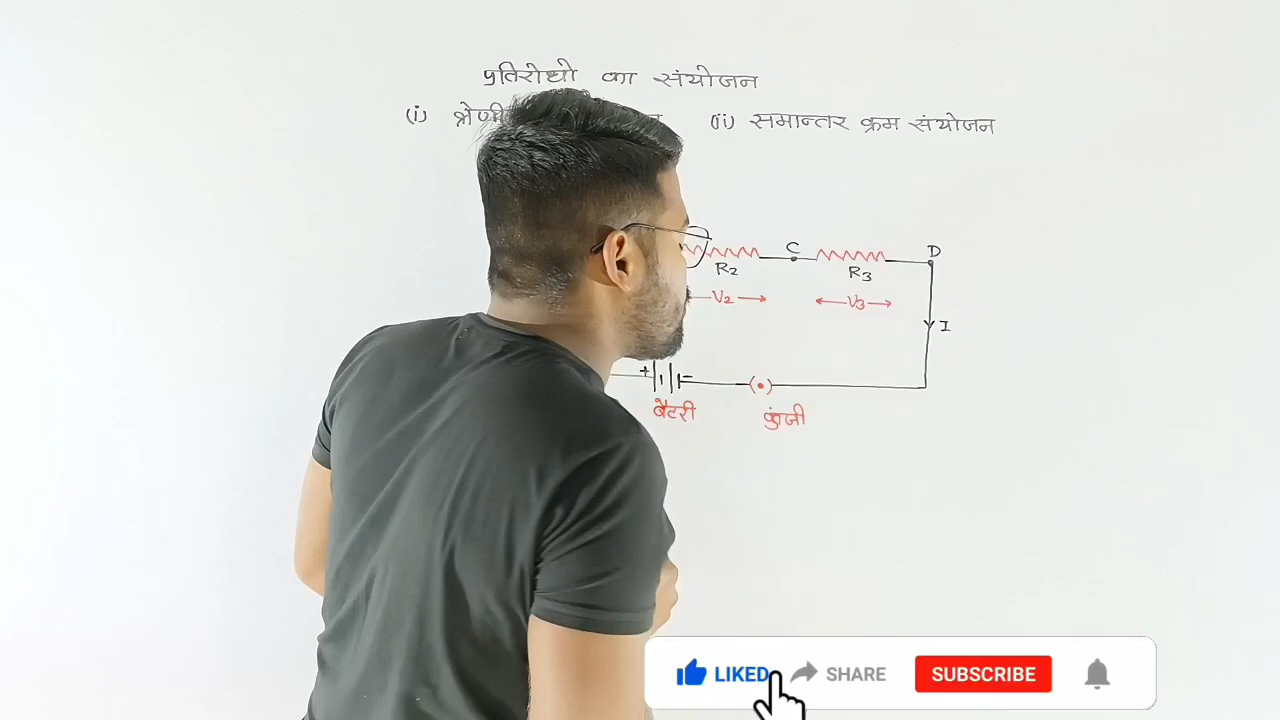 प्रतिरोधो का संयोजन
(i) (ii) समान्तर क्रम संयोजन
C D
R2 R3
V2 V3
I
+ -
बैटरी कुंजी
LIKED SHARE SUBSCRIBE